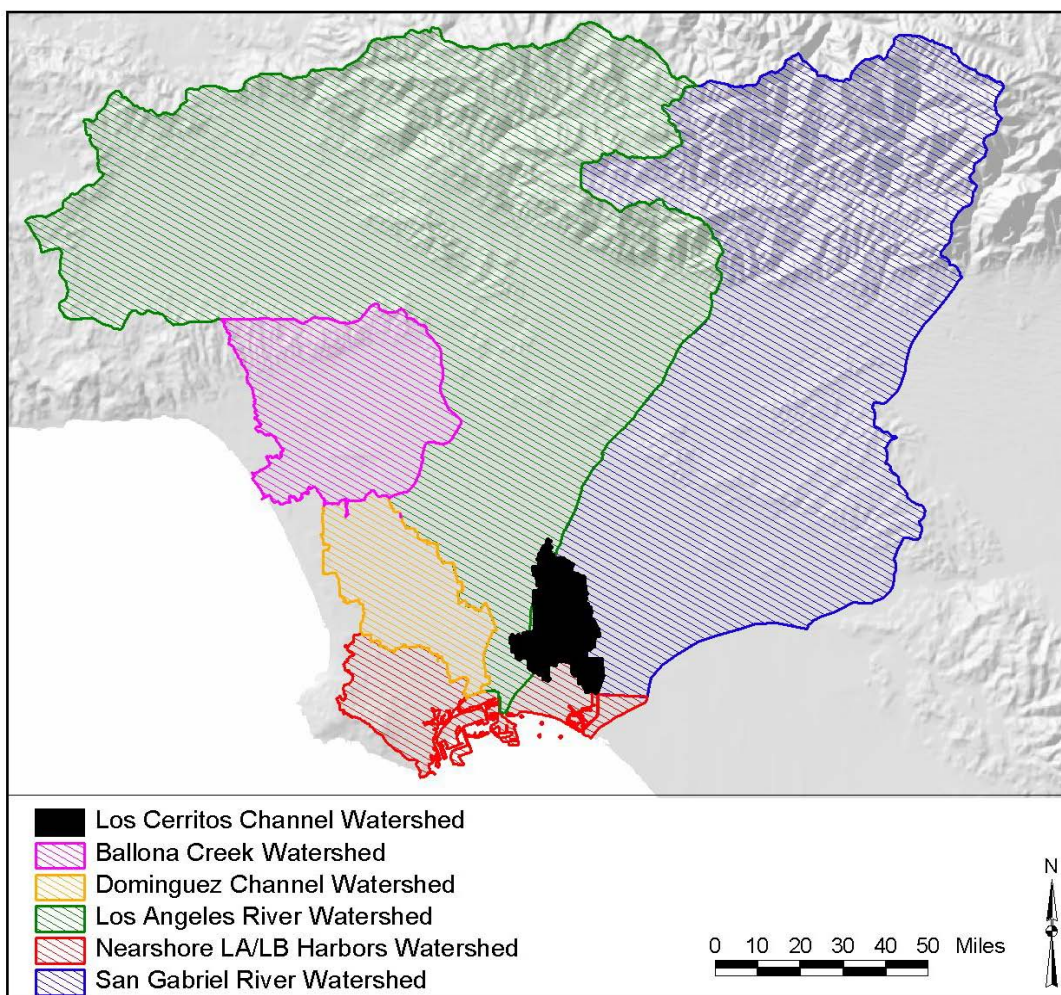 Los Cerritos Channel Watershed
Ballona Creek Watershed
Dominguez Channel Watershed
Los Angeles River Watershed
Nearshore LA/LB Harbors Watershed
San Gabriel River Watershed
0 10 20 30 40 50 Miles
N